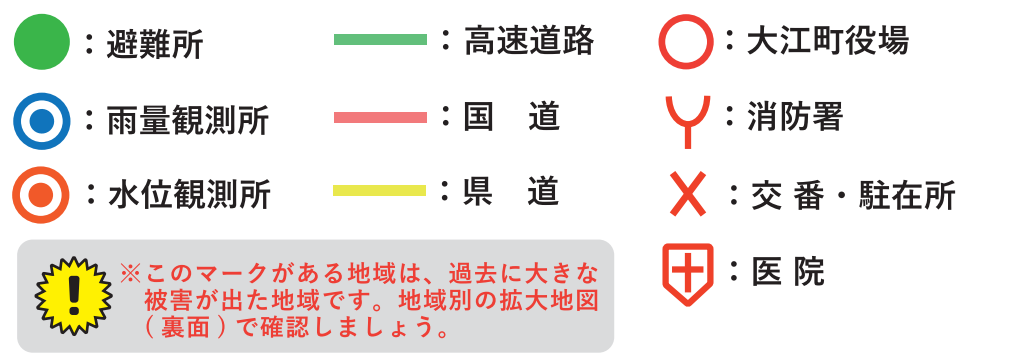 ：避難所
：雨量観測所
：水位観測所
：高速道路
：国　道
：県　道
：大江町役場
：消防署
：交 番・駐在所
：医 院
※このマークがある地域は、過去に大きな
被害が出た地域です。地域別の拡大地図
(裏面)で確認しましょう。